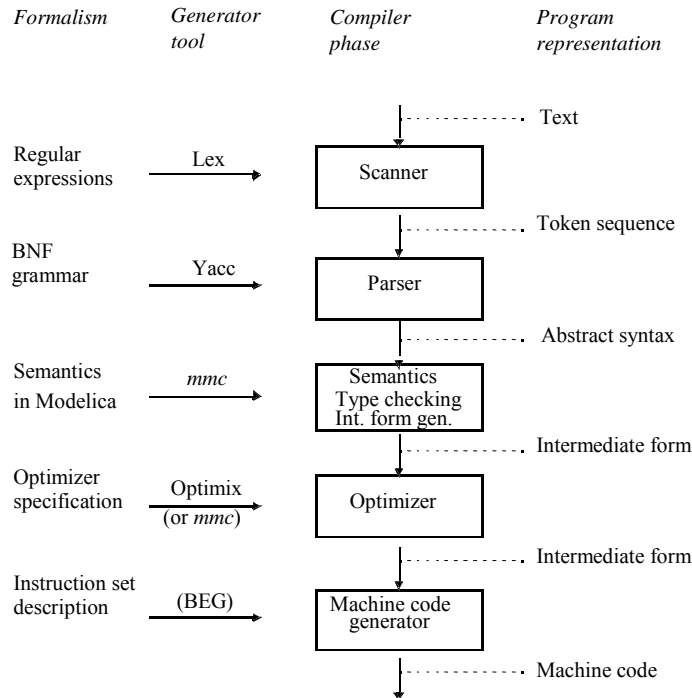 Formalism
Generator
tool
Compiler
phase
Program
representation
Text
Regular
expressions
Lex
Scanner
Token sequence
BNF
grammar
Yacc
Parser
Abstract syntax
Semantics
in Modelica
mmc
Semantics
Type checking
Int. form gen.
Intermediate form
Optimizer
specification
Optimix
(or mmc)
Optimizer
Intermediate form
Instruction set
description
(BEG)
Machine code
generator
Machine code